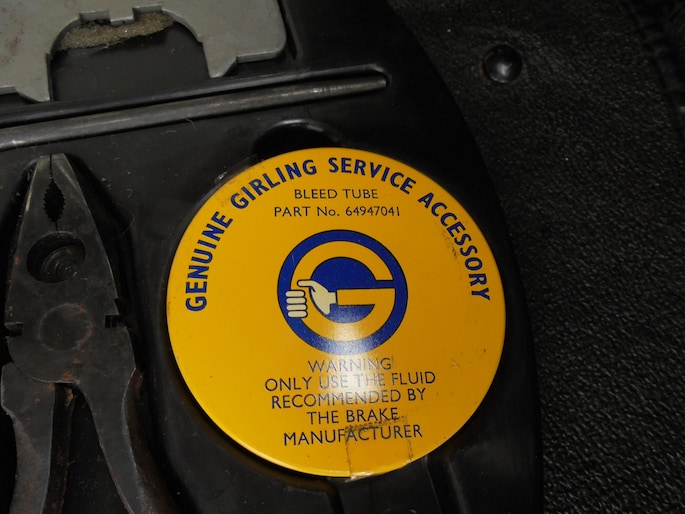 GENUINE GIRLING SERVICE ACCESSORY
BLEED TUBE
PART No. 64947041
WARNING
ONLY USE THE FLUID
RECOMMENDED BY
THE BRAKE
MANUFACTURER